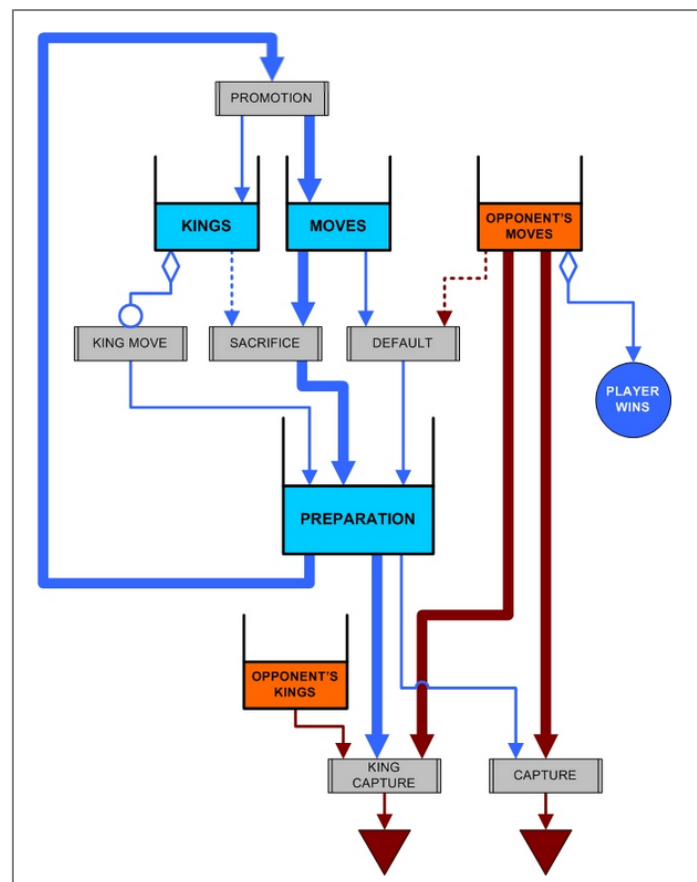 PROMOTION
KINGS
MOVES
OPPONENT'S
MOVES
KING MOVE
SACRIFICE
DEFAULT
PLAYER
WINS
PREPARATION
OPPONENT'S
KINGS
KING
CAPTURE
CAPTURE